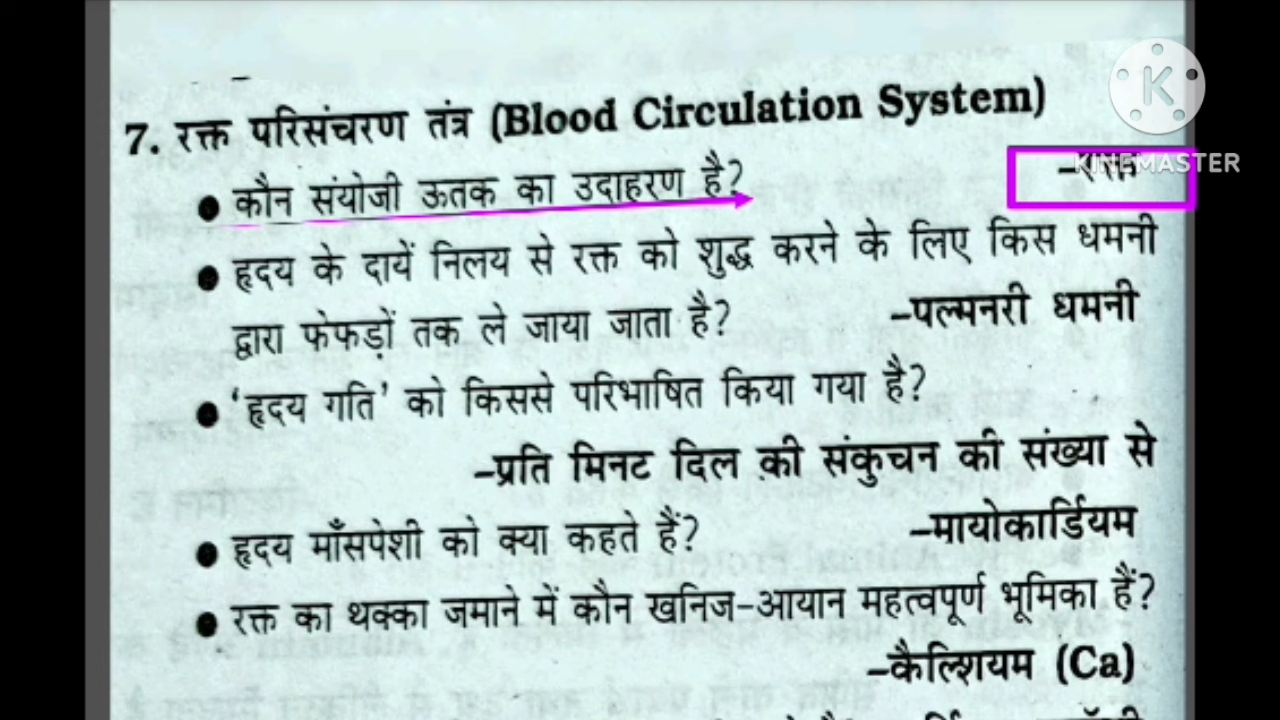 7. रक्त परिसंचरण तंत्र (Blood Circulation System)
KINEMASTER
● कौन संयोजी ऊतक का उदाहरण है? –रक्त
● हृदय के दायें निलय से रक्त को शुद्ध करने के लिए किस धमनी
द्वारा फेफड़ों तक ले जाया जाता है? –पल्मनरी धमनी
● ‘हृदय गति’ को किससे परिभाषित किया गया है?
–प्रति मिनट दिल की संकुचन की संख्या से
● हृदय माँसपेशी को क्या कहते हैं? –मायोकार्डियम
● रक्त का थक्का जमाने में कौन खनिज-आयान महत्वपूर्ण भूमिका हैं?
–कैल्शियम (Ca)